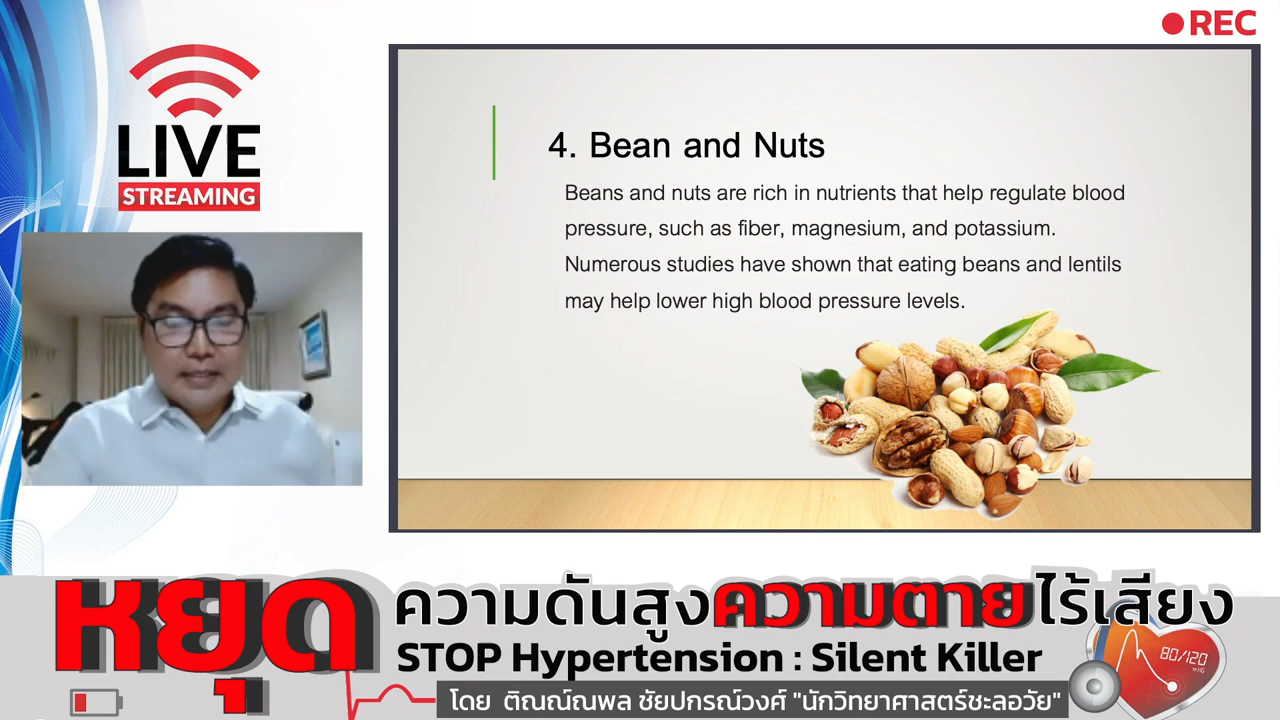 REC
LIVE
STREAMING
4. Bean and Nuts
Beans and nuts are rich in nutrients that help regulate blood
pressure, such as fiber, magnesium, and potassium.
Numerous studies have shown that eating beans and lentils
may help lower high blood pressure levels.
หยุด
ความดันสูงความตายไร้เสียง
STOP Hypertension : Silent Killer
80/120
โดย ติณณ์ณพล ชัยปกรณ์วงศ์ "นักวิทยาศาสตร์ชะลอวัย"